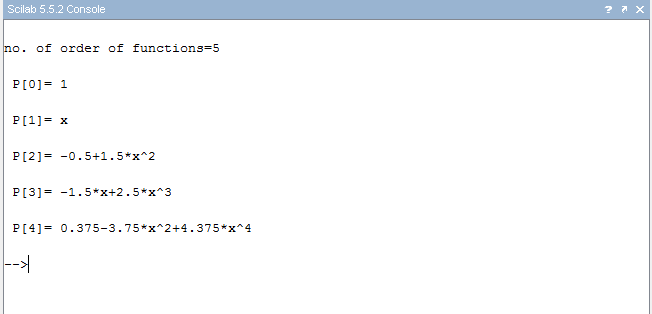 Scilab 5.5.2 Console
no. of order of functions=5
P[0]= 1
P[1]= x
P[2]= -0.5+1.5*x^2
P[3]= -1.5*x+2.5*x^3
P[4]= 0.375-3.75*x^2+4.375*x^4
-->